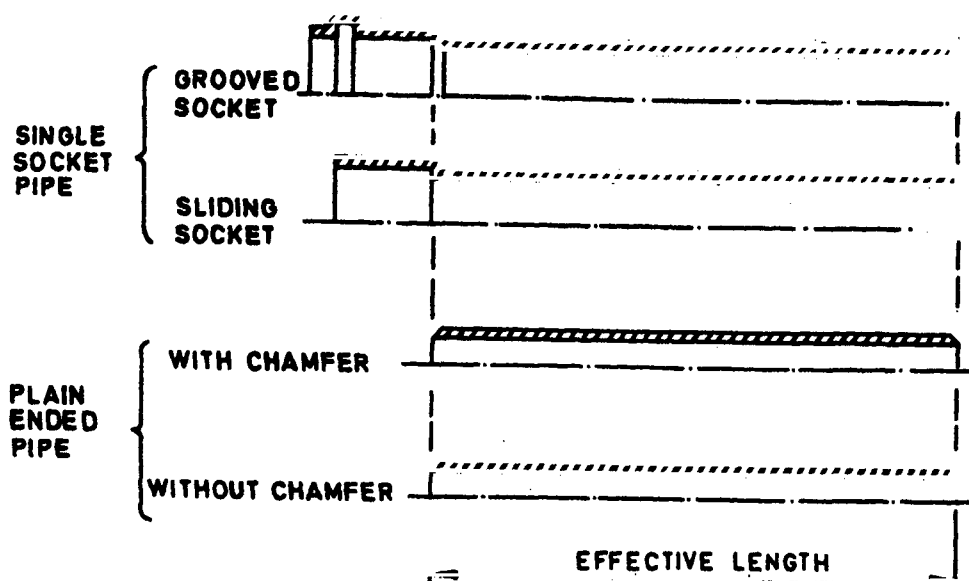 GROOVED
SOCKET
SINGLE
SOCKET
PIPE
SLIDING
SOCKET
WITH CHAMFER
PLAIN
ENDED
PIPE
WITHOUT CHAMFER
EFFECTIVE LENGTH